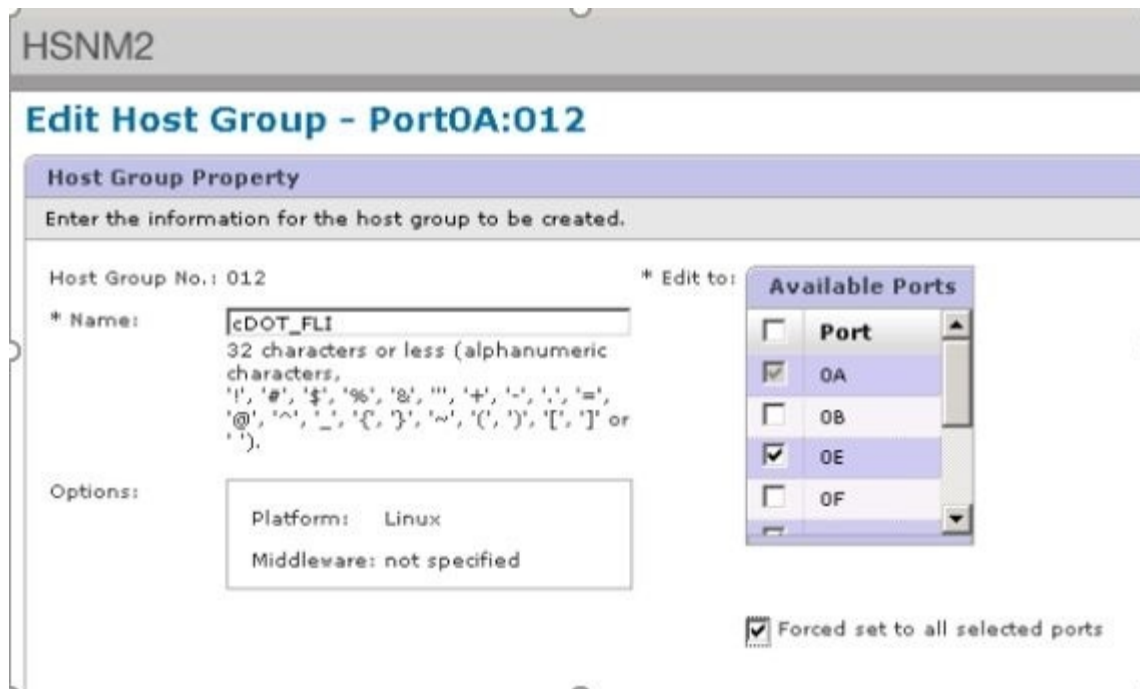 HSNM2
Edit Host Group - Port0A:012
Host Group Property
Enter the information for the host group to be created.
Host Group No.: 012
* Name: cDOT_FLI
32 characters or less (alphanumeric
characters,
'!', '#', '$', '%', '&', ''', '+', '-', '.', '=',
'@', '^', '_', '{', '}', '~', '(', ')', '[', ']' or
' ').
Options:
Platform: Linux
Middleware: not specified
* Edit to:
Available Ports
Port
0A
0B
0E
0F
Forced set to all selected ports